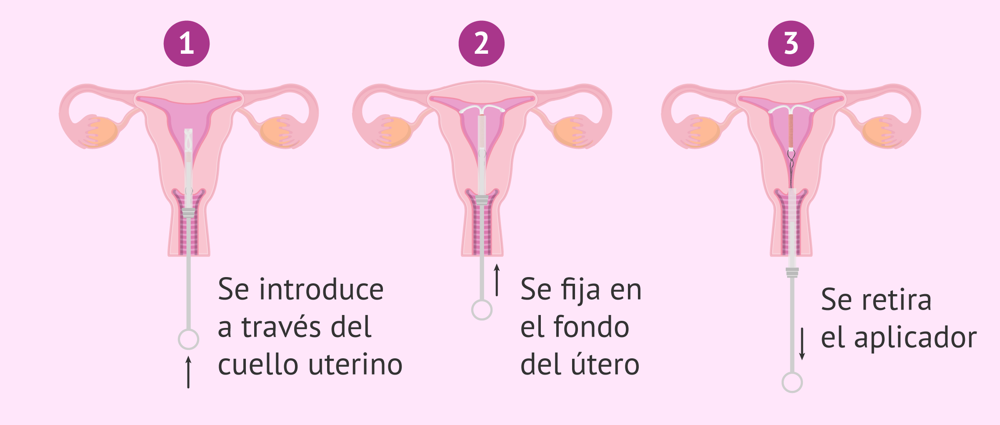 1
Se introduce
a través del
cuello uterino
2
Se fija en
el fondo
del útero
3
Se retira
el aplicador